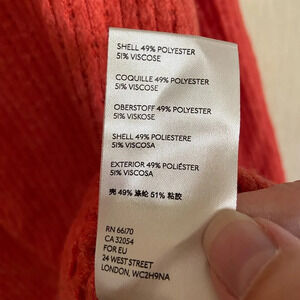 SHELL 49% POLYESTER
51% VISCOSE
COQUILLE 49% POLYESTER
51% VISCOSE
OBERSTOFF 49% POLYESTER
51% VISKOSE
SHELL 49% POLIESTERE
51% VISCOSA
EXTERIOR 49% POLIÉSTER
51% VISCOSA
壳 49% 涤纶 51% 粘胶
RN 66170
CA 32054
FOR EU
24 WEST STREET
LONDON, WC2H9NA